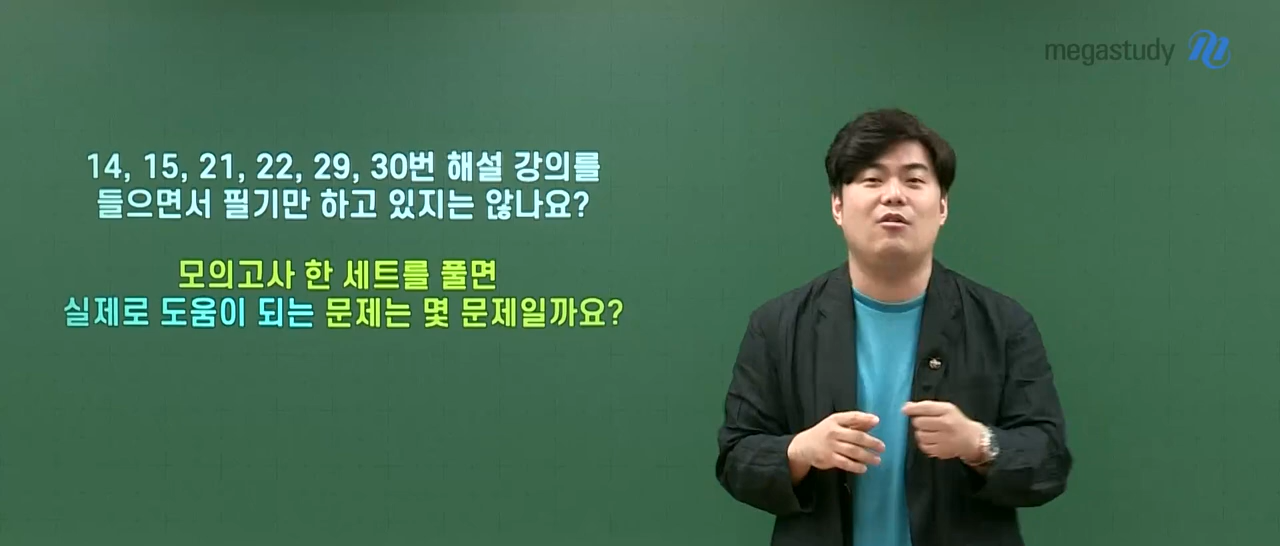 megastudy
14, 15, 21, 22, 29, 30번 해설 강의를
들으면서 필기만 하고 있지는 않나요?
모의고사 한 세트를 풀면
실제로 도움이 되는 문제는 몇 문제일까요?